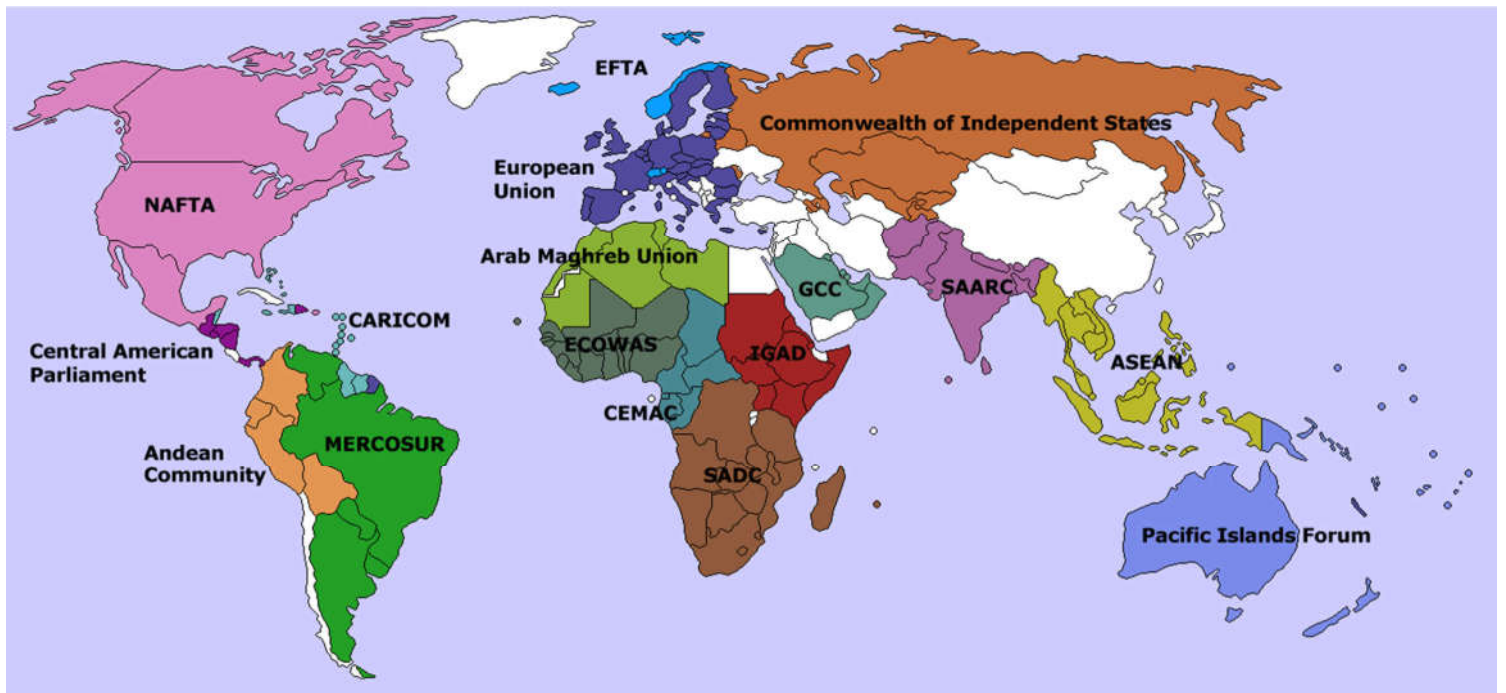 EFTA
Commonwealth of Independent States
European
Union
NAFTA
Arab Maghreb Union
GCC
SAARC
CARICOM
ECOWAS
IGAD
Central American
Parliament
ASEAN
CEMAC
MERCOSUR
Andean
Community
SADC
Pacific Islands Forum